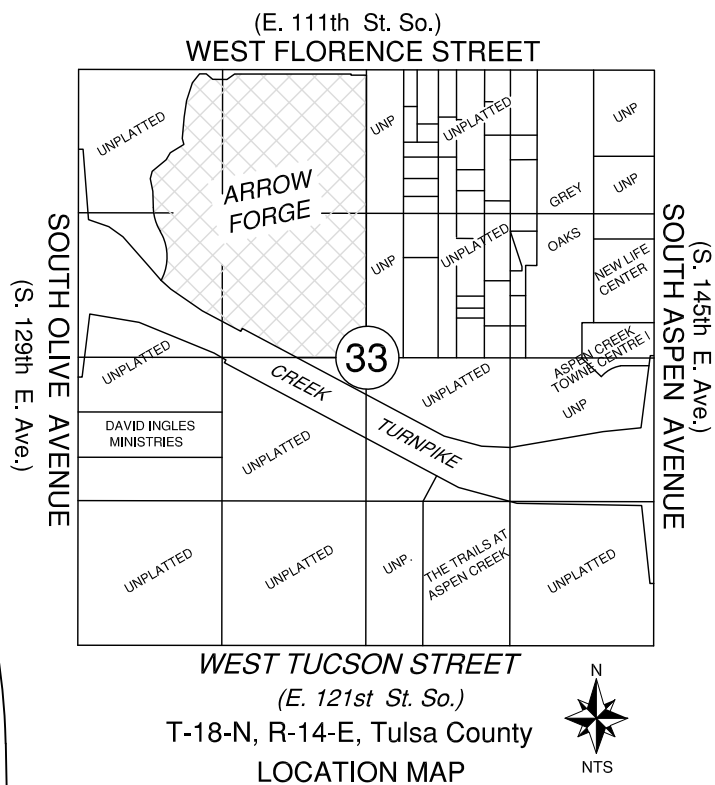 (E. 111th St. So.)
WEST FLORENCE STREET
UNPLATTED
ARROW
FORGE
UNP
UNPLATTED
UNP
UNP
GREY
OAKS
UNP
UNPLATTED
NEW LIFE
CENTER
SOUTH OLIVE AVENUE
(S. 129th E. Ave.)
SOUTH ASPEN AVENUE
(S. 145th E. Ave.)
33
ASPEN CREEK
TOWNE CENTRE I
UNPLATTED
CREEK
TURNPIKE
UNPLATTED
UNP
DAVID INGLES
MINISTRIES
UNPLATTED
UNPLATTED
UNPLATTED
UNP.
THE TRAILS AT
ASPEN CREEK
UNPLATTED
WEST TUCSON STREET
(E. 121st St. So.)
T-18-N, R-14-E, Tulsa County
LOCATION MAP
N
NTS